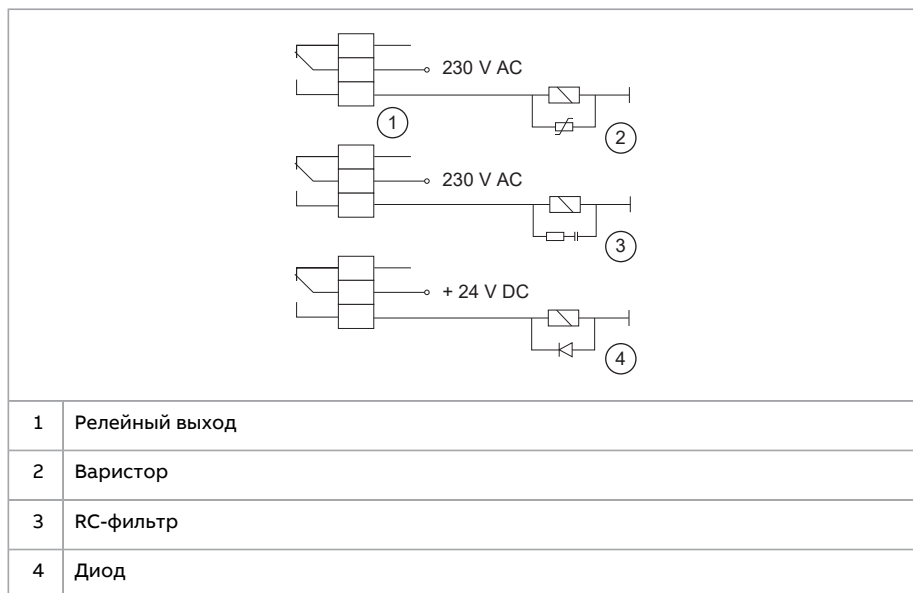 230 V AC
1
2
230 V AC
3
+ 24 V DC
4
1 Релейный выход
2 Варистор
3 RC-фильтр
4 Диод